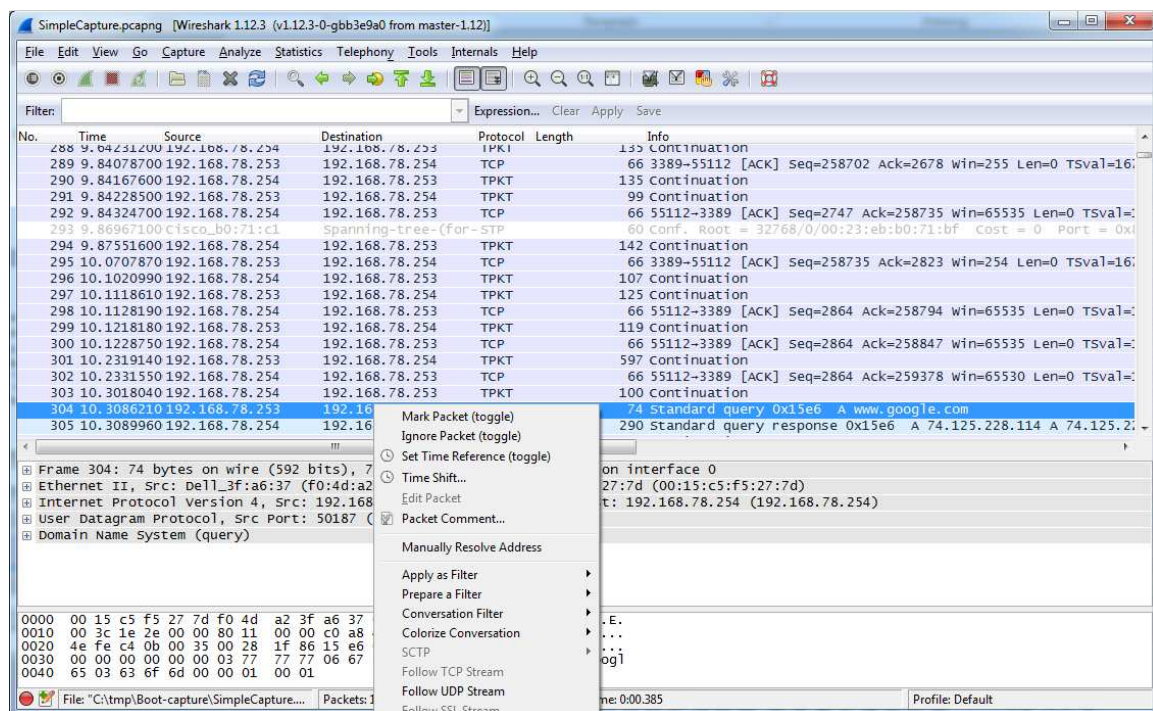 SimpleCapture.pcapng [Wireshark 1.12.3 (v1.12.3-0-gbb3e9a0 from master-1.12)]
File Edit View Go Capture Analyze Statistics Telephony Tools Internals Help
Filter: Expression... Clear Apply Save
No. Time Source Destination Protocol Length Info
288 9.64231200 192.168.78.254 192.168.78.253 TPKT 135 Continuation
289 9.84078700 192.168.78.253 192.168.78.254 TCP 66 3389→55112 [ACK] Seq=258702 Ack=2678 Win=255 Len=0
290 9.84167600 192.168.78.254 192.168.78.253 TPKT 135 Continuation
291 9.84228500 192.168.78.253 192.168.78.254 TPKT 99 Continuation
292 9.84324700 192.168.78.254 192.168.78.253 TCP 66 55112→3389 [ACK] Seq=2747 Ack=258735 Win=65535 Len=0
293 9.86967100 Cisco_b0:71:c1 Spanning-tree-(for- STP 60 Conf. Root = 32768/0/00:23:eb:b0:71:bf Cost = 0 Port =
294 9.87551600 192.168.78.254 192.168.78.253 TPKT 142 Continuation
295 10.0707870 192.168.78.253 192.168.78.254 TCP 66 3389→55112 [ACK] Seq=258735 Ack=2823 Win=254 Len=0
296 10.1020990 192.168.78.254 192.168.78.253 TPKT 107 Continuation
297 10.1118610 192.168.78.253 192.168.78.254 TPKT 125 Continuation
298 10.1128190 192.168.78.254 192.168.78.253 TCP 66 55112→3389 [ACK] Seq=2864 Ack=258794 Win=65535 Len=0
299 10.1218180 192.168.78.253 192.168.78.254 TPKT 119 Continuation
300 10.1228750 192.168.78.254 192.168.78.253 TCP 66 55112→3389 [ACK] Seq=2864 Ack=258847 Win=65535 Len=0
301 10.2319140 192.168.78.253 192.168.78.254 TPKT 597 Continuation
302 10.2331550 192.168.78.254 192.168.78.253 TCP 66 55112→3389 [ACK] Seq=2864 Ack=259378 Win=65530 Len=0
303 10.3018040 192.168.78.254 192.168.78.253 TPKT 100 Continuation
304 10.3086210 192.168.78.253 192.16 74 Standard query 0x15e6 A www.google.com
305 10.3089960 192.168.78.254 192.16 290 Standard query response 0x15e6 A 74.125.228.114 A
Mark Packet (toggle)
Ignore Packet (toggle)
Set Time Reference (toggle)
Time Shift...
Edit Packet
Packet Comment...
Manually Resolve Address
Apply as Filter
Prepare a Filter
Conversation Filter
Colorize Conversation
SCTP
Follow TCP Stream
Follow UDP Stream
Follow SSL Stream
Frame 304: 74 bytes on wire (592 bits), 7 on interface 0
Ethernet II, Src: Dell_3f:a6:37 (f0:4d:a2 27:7d (00:15:c5:f5:27:7d)
Internet Protocol Version 4, Src: 192.168 t: 192.168.78.254 (192.168.78.254)
User Datagram Protocol, Src Port: 50187 (
Domain Name System (query)
0000 00 15 c5 f5 27 7d f0 4d a2 3f a6 37 .E.
0010 00 3c 1e 2e 00 00 80 11 00 00 c0 a8 ...
0020 4e fe c4 0b 00 35 00 28 1f 86 15 e6 ...
0030 00 00 00 00 00 00 03 77 77 77 06 67 ogl
0040 65 03 63 6f 6d 00 00 01 00 01
File: "C:\tmp\Boot-capture\SimpleCapture.... Packets: me: 0:00.385 Profile: Default